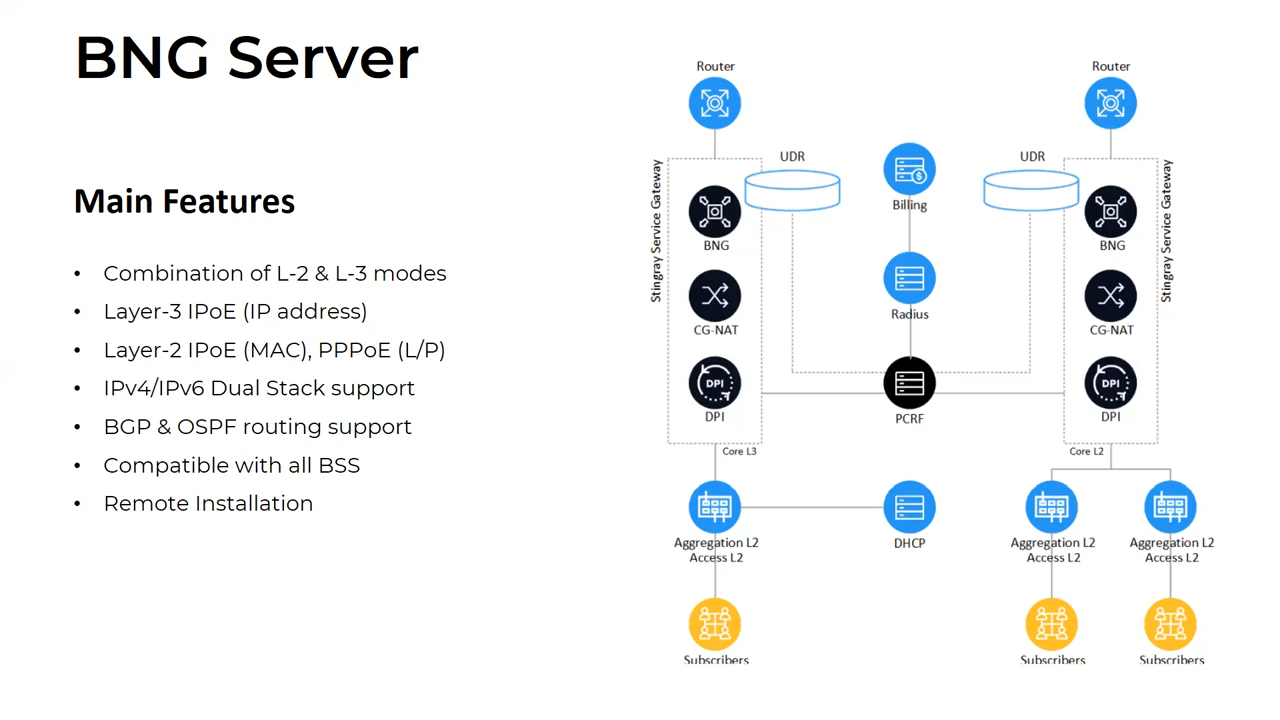 BNG Server
Main Features
• Combination of L-2 & L-3 modes
• Layer-3 IPoE (IP address)
• Layer-2 IPoE (MAC), PPPoE (L/P)
• IPv4/IPv6 Dual Stack support
• BGP & OSPF routing support
• Compatible with all BSS
• Remote Installation
Router
Router
UDR
UDR
Stingray Service Gateway
Stingray Service Gateway
Billing
BNG
BNG
Radius
CG-NAT
CG-NAT
DPI
DPI
DPI
PCRF
DPI
Core L3
Core L2
Aggregation L2
Access L2
DHCP
Aggregation L2
Access L2
Aggregation L2
Access L2
Subscribers
Subscribers
Subscribers